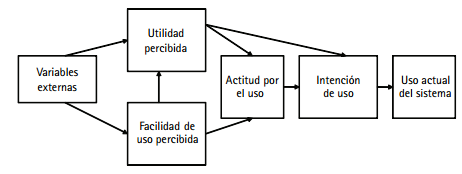 Utilidad
percibida
Variables
externas
Facilidad de
uso percibida
Actitud por
el uso
Intención
de uso
Uso actual
del sistema